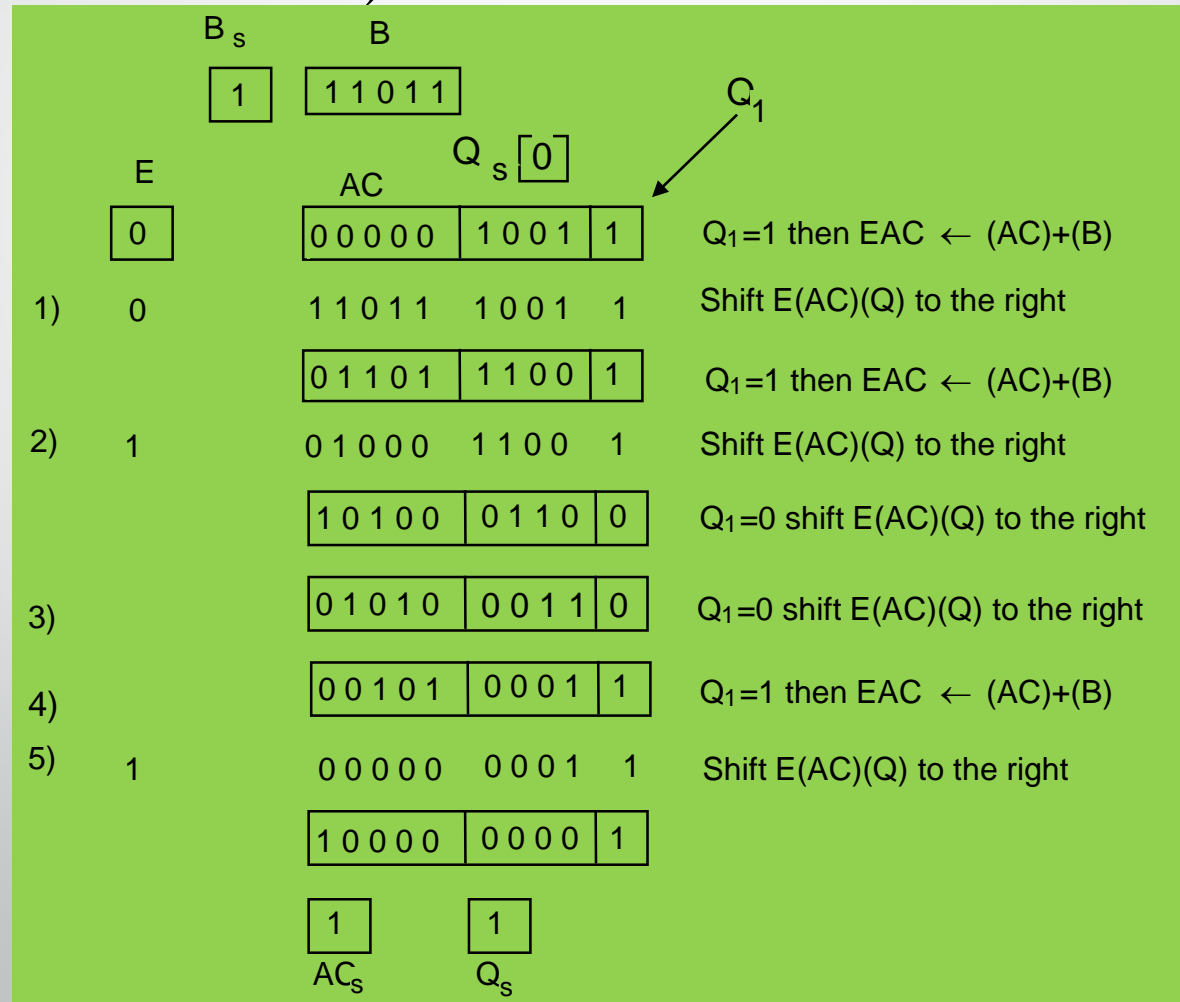 B s B
1 1 1 0 1 1
Q1
Q s 0
E AC
0 0 0 0 0 0 1 0 0 1 1 Q1=1 then EAC ← (AC)+(B)
1) 0 1 1 0 1 1 1 0 0 1 1 Shift E(AC)(Q) to the right
0 1 1 0 1 1 1 0 0 1 Q1=1 then EAC ← (AC)+(B)
2) 1 0 1 0 0 0 1 1 0 0 1 Shift E(AC)(Q) to the right
1 0 1 0 0 0 1 1 0 0 Q1=0 shift E(AC)(Q) to the right
3) 0 1 0 1 0 0 0 1 1 0 Q1=0 shift E(AC)(Q) to the right
4) 0 0 1 0 1 0 0 0 1 1 Q1=1 then EAC ← (AC)+(B)
5) 1 0 0 0 0 0 0 0 0 1 1 Shift E(AC)(Q) to the right
1 0 0 0 0 0 0 0 0 1
1 1
ACs Qs